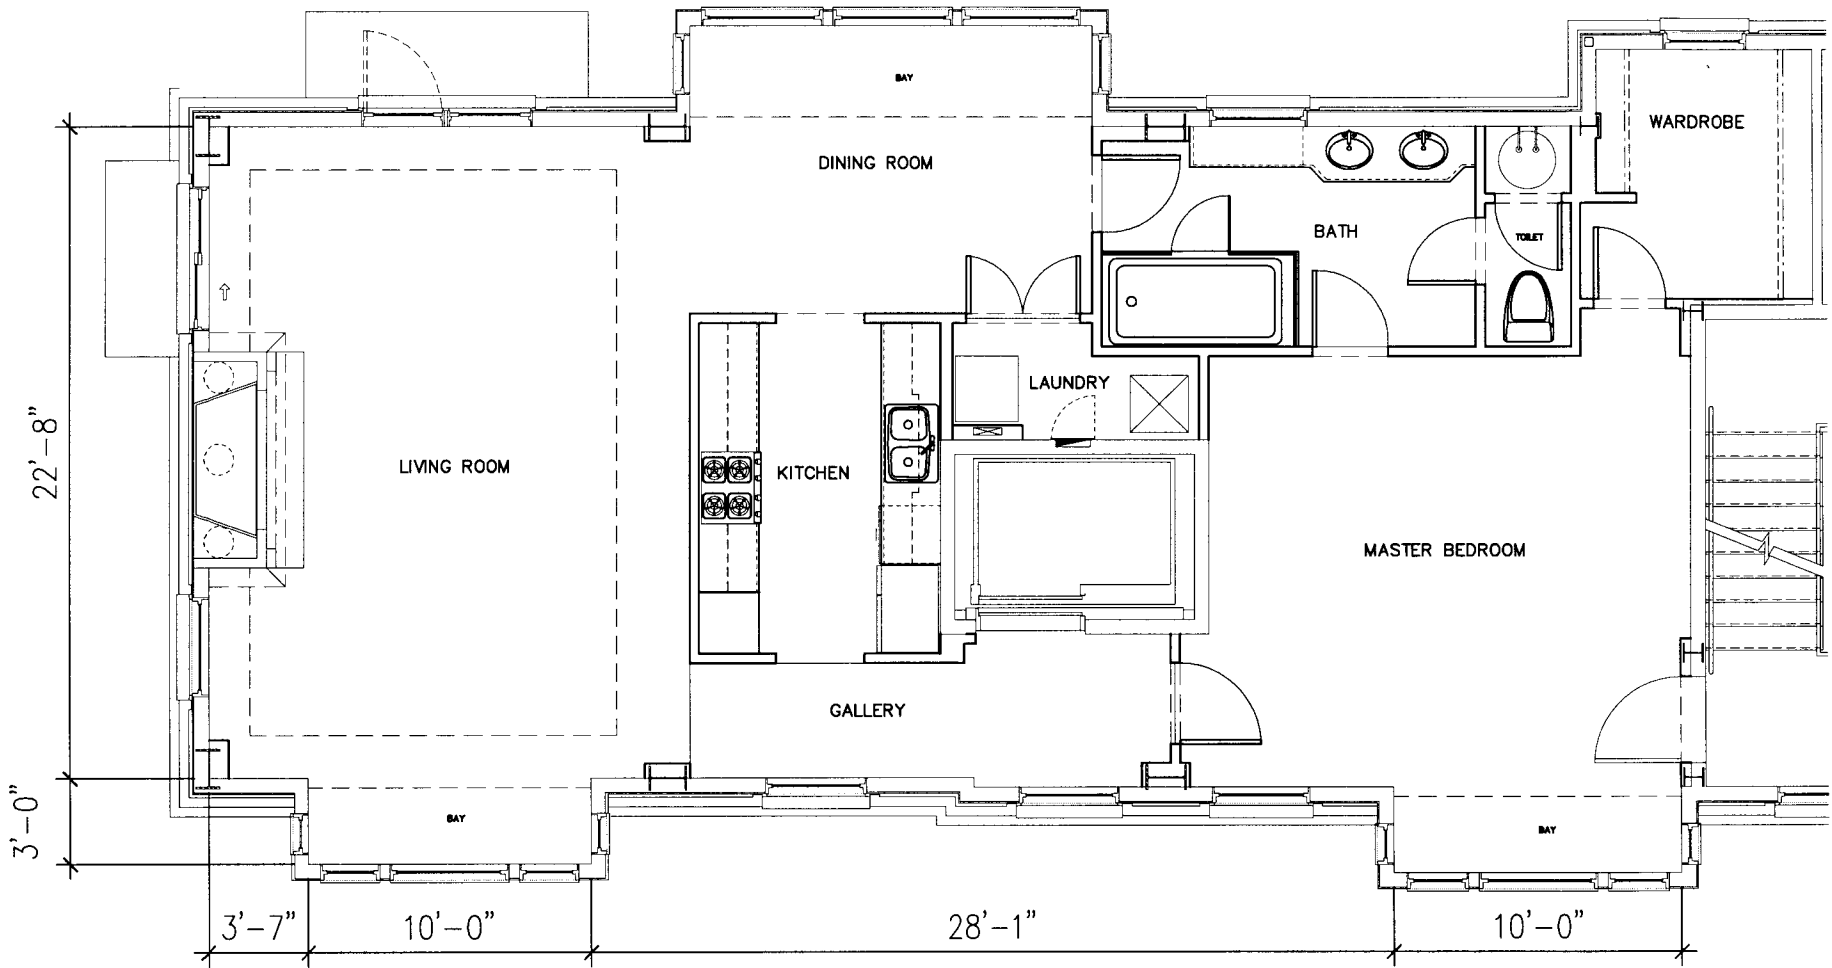 BAY
WARDROBE
DINING ROOM
BATH
TOILET
LAUNDRY
LIVING ROOM
KITCHEN
22'-8"
MASTER BEDROOM
GALLERY
3'-0"
BAY
BAY
3'-7"
10'-0"
28'-1"
10'-0"